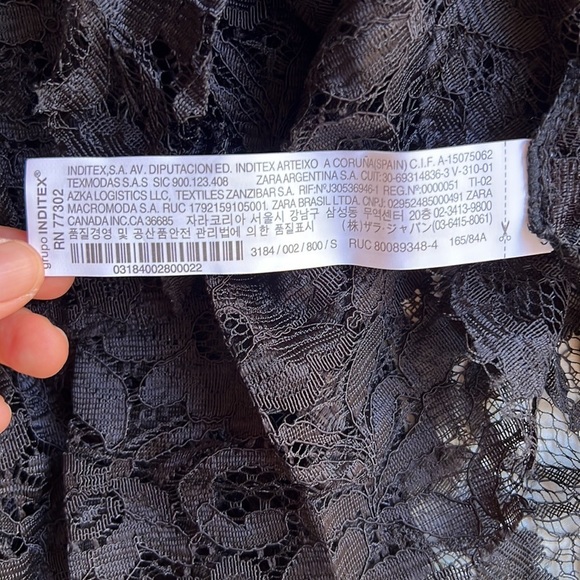 grupo INDITEX®
RN 77302
INDITEX,S.A. AV. DIPUTACION ED. INDITEX ARTEIXO A CORUÑA(SPAIN) C.I.F. A-15075062
TEXMODAS S.A.S SIC 900.123.408 ZARA ARGENTINA S.A. CUIT: 30-69314836-3 V-310-01
AZKA LOGISTICS LLC, TEXTILES ZANZIBAR S.A. RIF:NºJ30536946-1 REG.Nº0000051 TI-02
MACROMODA S.A. RUC 1792159105001. ZARA BRASIL LTDA. CNPJ: 02952485000491 ZARA
CANADA INC.CA 36685 자라코리아 서울시 강남구 삼성동 무역센타 20층 02-3413-9800
품질경영 및 공산품안전 관리법에 의한 품질표시 (株)ザラ・ジャパン(03-6415-8061)
3184 / 002 / 800 / S RUC 80089348-4 165/84A
03184002800022